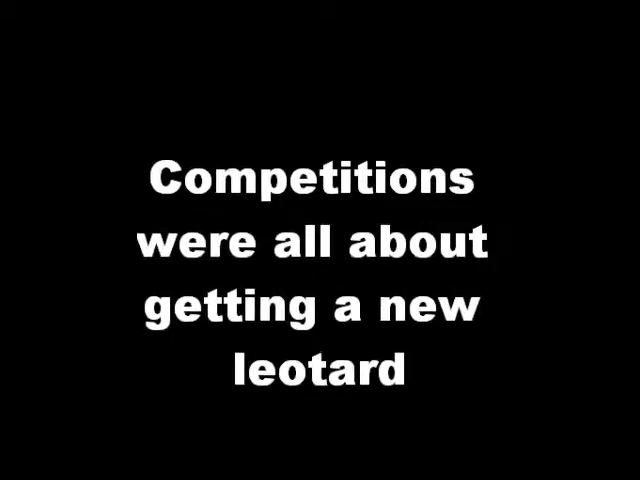 Competitions
were all about
getting a new
leotard